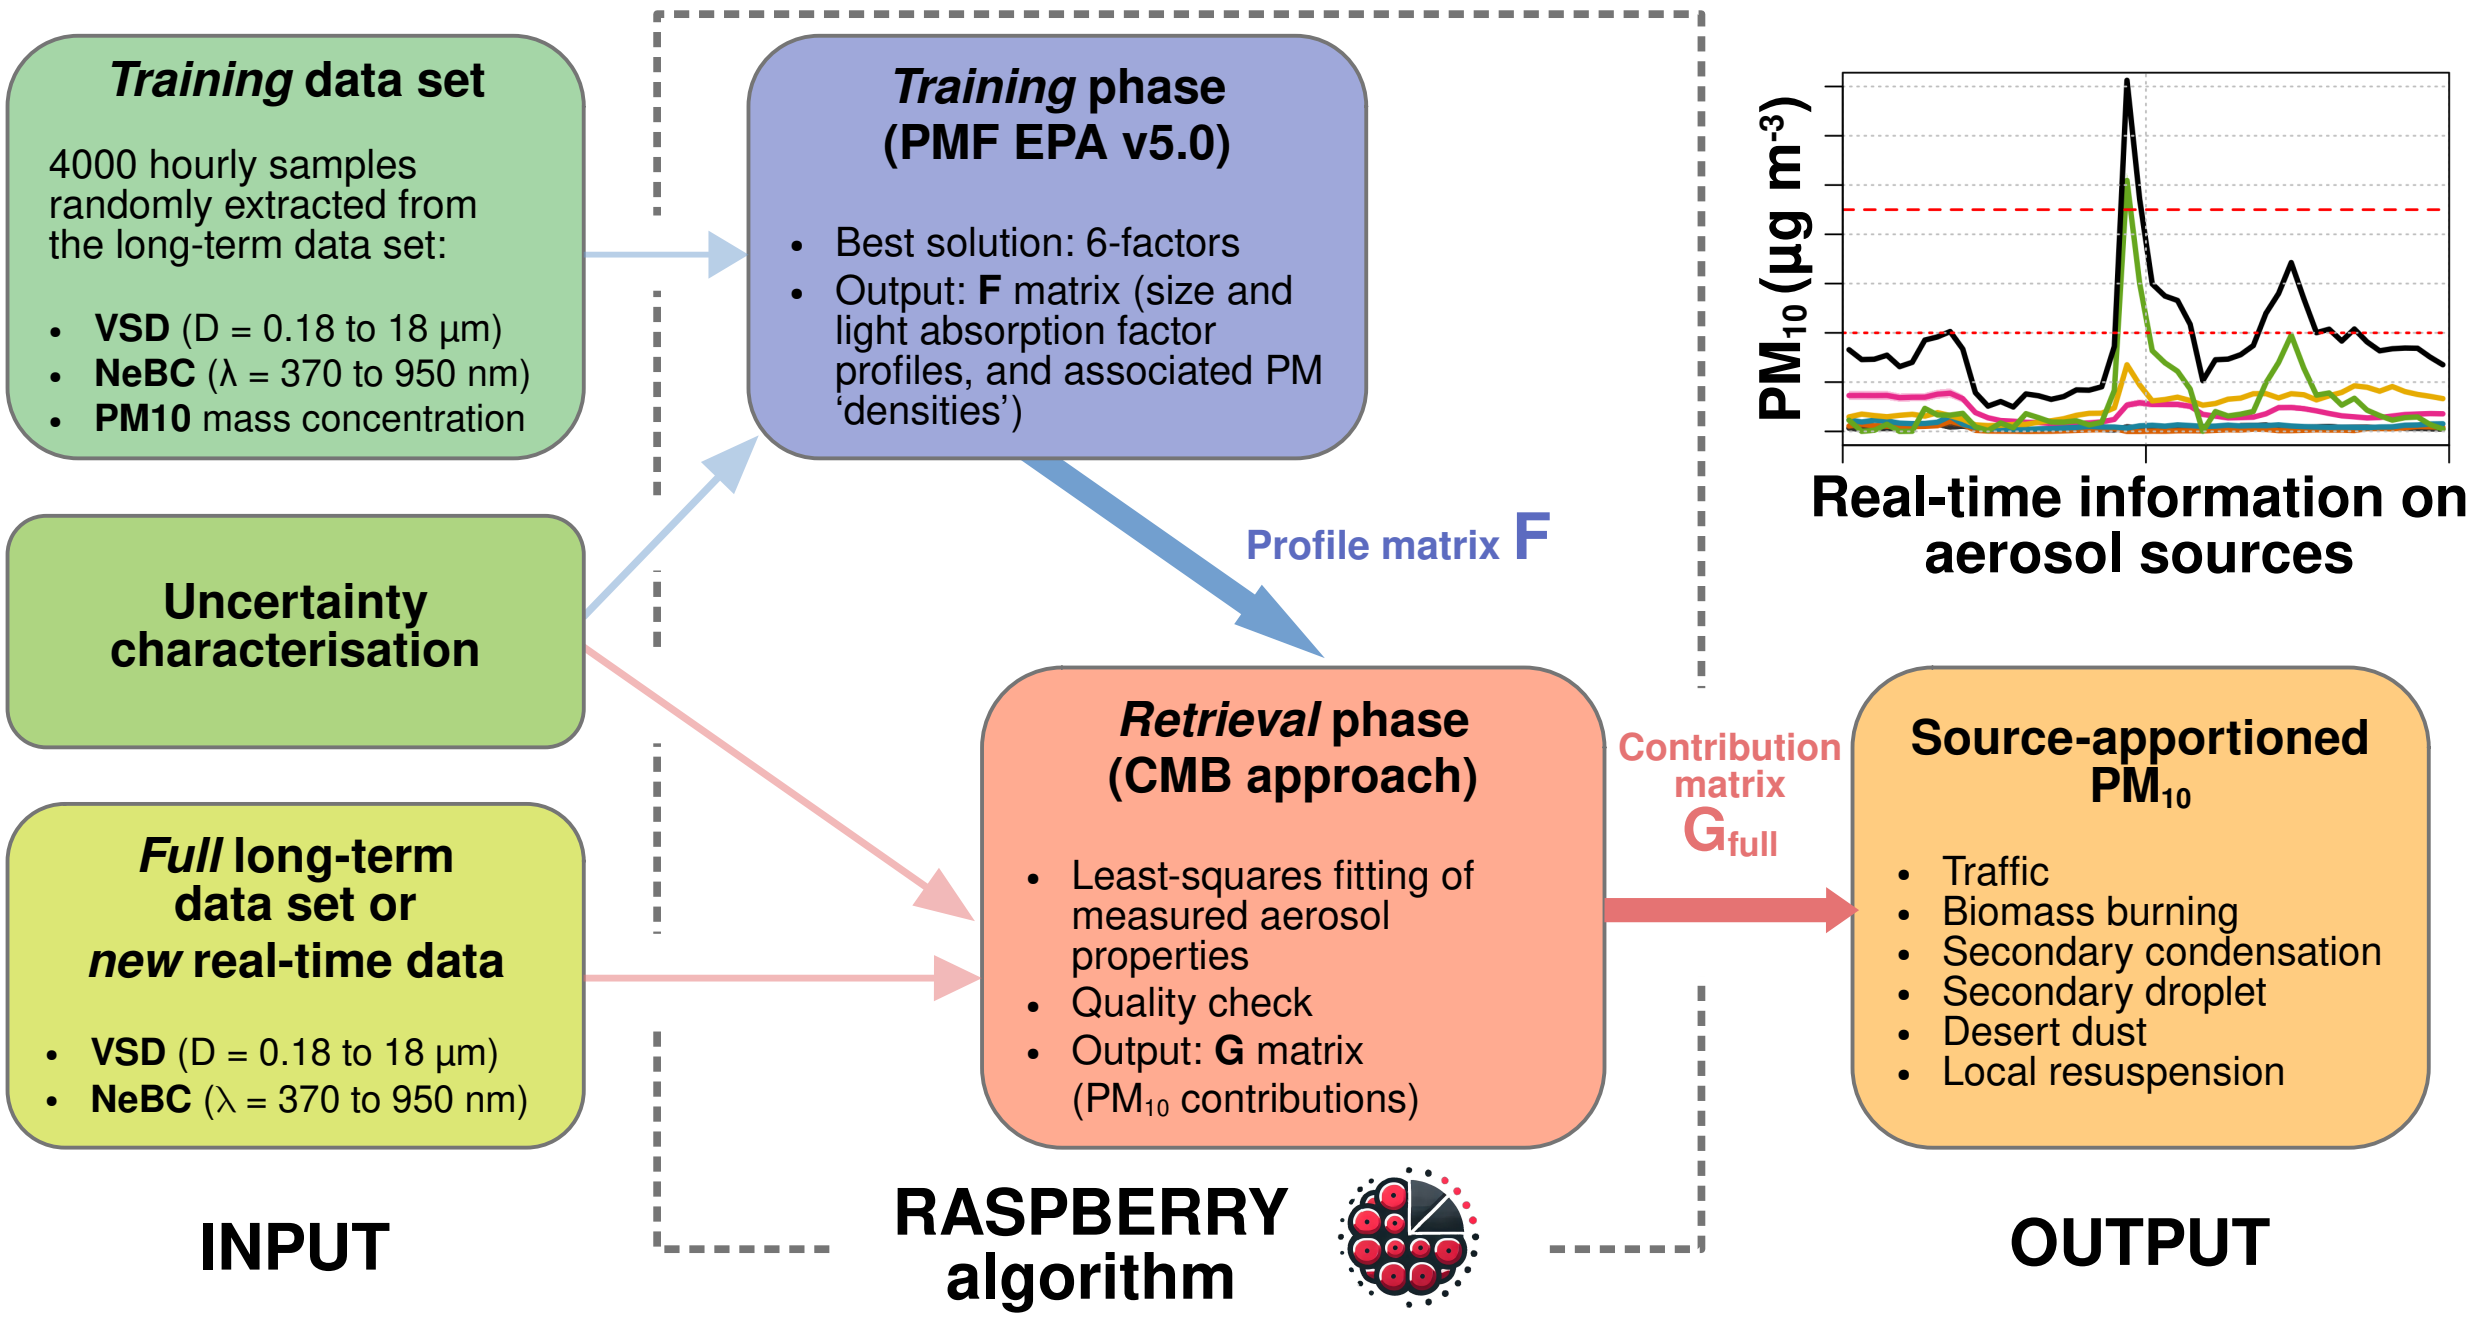 Training data set
4000 hourly samples
randomly extracted from
the long-term data set:
• VSD (D = 0.18 to 18 μm)
• NeBC (λ = 370 to 950 nm)
• PM10 mass concentration
Uncertainty
characterisation
Full long-term
data set or
new real-time data
• VSD (D = 0.18 to 18 μm)
• NeBC (λ = 370 to 950 nm)
INPUT
Training phase
(PMF EPA v5.0)
• Best solution: 6-factors
• Output: F matrix (size and
light absorption factor
profiles, and associated PM
‘densities’)
Profile matrix F
Retrieval phase
(CMB approach)
• Least-squares fitting of
measured aerosol
properties
• Quality check
• Output: G matrix
(PM₁₀ contributions)
RASPBERRY
algorithm
Contribution
matrix
Gfull
PM₁₀ (μg m⁻³)
Real-time information on
aerosol sources
Source-apportioned
PM₁₀
• Traffic
• Biomass burning
• Secondary condensation
• Secondary droplet
• Desert dust
• Local resuspension
OUTPUT